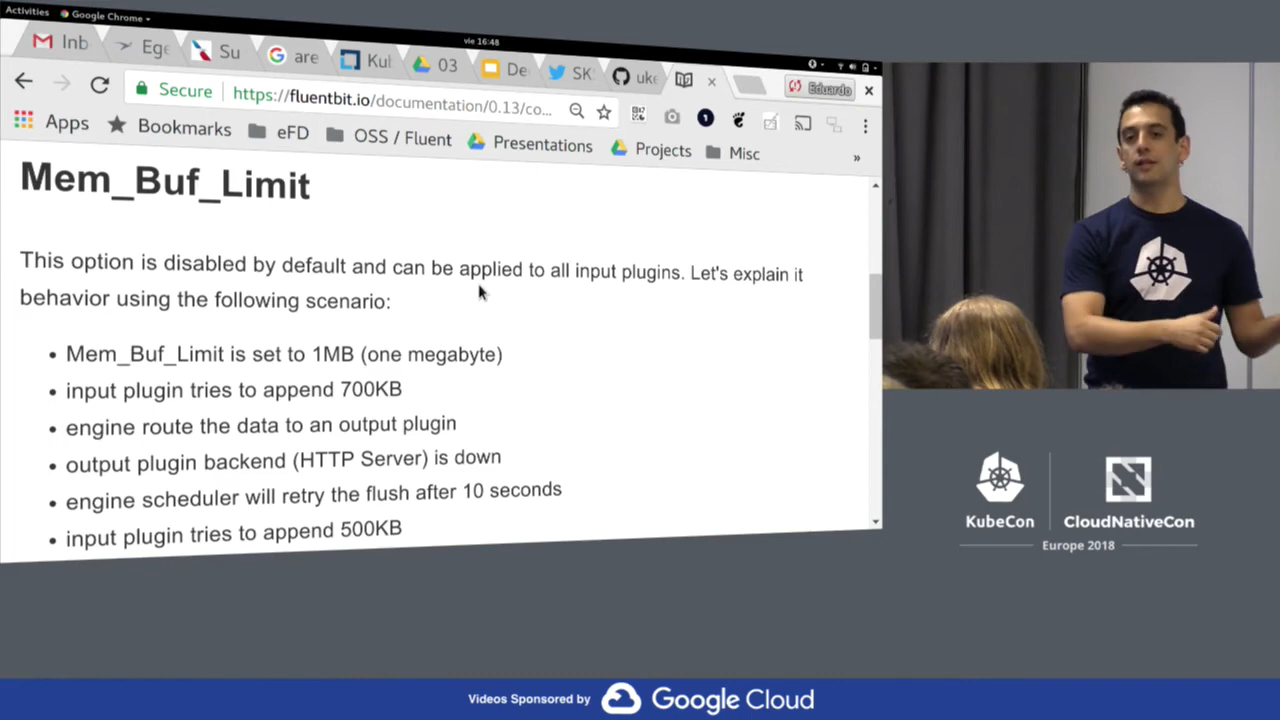 Activities
Google Chrome
vie 16:48
Inb
Ege
Su
are
Kul
03
De
SK
uke
Eduardo
Secure
https://fluentbit.io/documentation/0.13/co...
Apps
Bookmarks
eFD
OSS / Fluent
Presentations
Projects
Misc
»
Mem_Buf_Limit
This option is disabled by default and can be applied to all input plugins. Let's explain it
behavior using the following scenario:
• Mem_Buf_Limit is set to 1MB (one megabyte)
• input plugin tries to append 700KB
• engine route the data to an output plugin
• output plugin backend (HTTP Server) is down
• engine scheduler will retry the flush after 10 seconds
• input plugin tries to append 500KB
KubeCon
CloudNativeCon
Europe 2018
Videos Sponsored by
Google Cloud